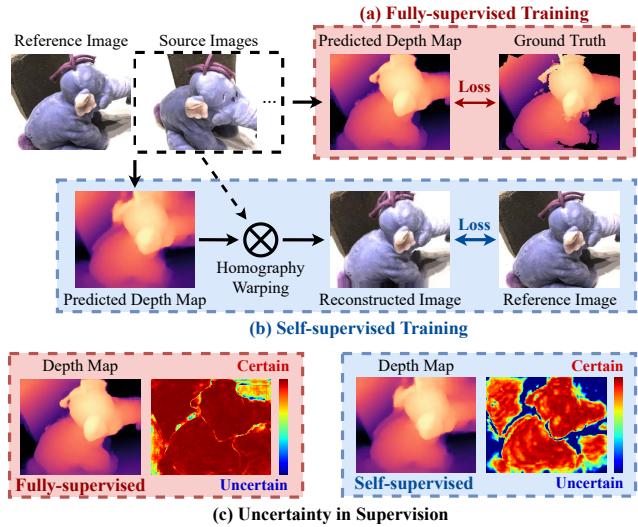 (a) Fully-supervised Training
Reference Image
Source Images
Predicted Depth Map
Ground Truth
...
Loss
Loss
Homography
Warping
Predicted Depth Map
Reconstructed Image
Reference Image
(b) Self-supervised Training
Depth Map
Certain
Fully-supervised
Uncertain
Depth Map
Certain
Self-supervised
Uncertain
(c) Uncertainty in Supervision